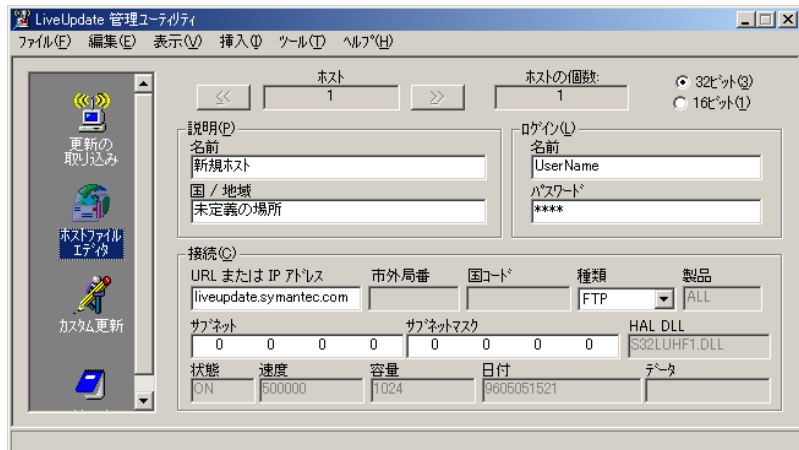 LiveUpdate 管理ユーティリティ
ファイル(F) 編集(E) 表示(V) 挿入(I) ツール(T) ヘルプ(H)
更新の
取り込み
ホストファイル
エディタ
カスタム更新
ホスト
<< 1 >>
ホストの個数:
1
32ビット(3)
16ビット(1)
説明(P)
名前
新規ホスト
国 / 地域
未定義の場所
ログイン(L)
名前
UserName
パスワード
****
接続(C)
URL または IP アドレス 市外局番 国コード 種類 製品
liveupdate.symantec.com FTP ALL
サブネット サブネットマスク HAL DLL
0 0 0 0 0 0 0 0 S32LUHF1.DLL
状態 速度 容量 日付 データ
ON 500000 1024 9605051521